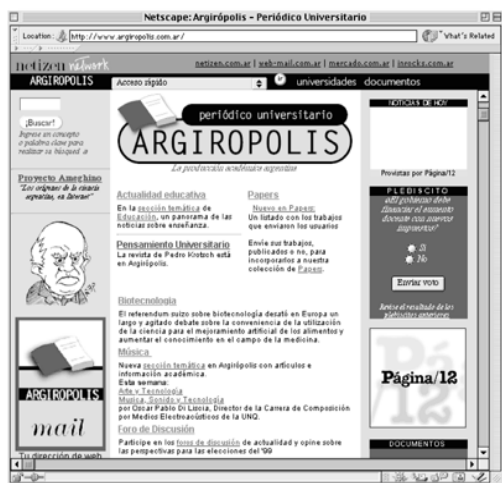 Netscape: Argirópolis - Periódico Universitario
Location: http://www.argiropolis.com.ar/
What's Related
netizen network
netizen.com.ar | web-mail.com.ar | mercado.com.ar | inrocks.com.ar
ARGIROPOLIS
Acceso rápido
ir
universidades
documentos
¡Buscar!
Ingrese un concepto
o palabra clave para
realizar su búsqueda
Proyecto Ameghino
"Los orígenes de la ciencia
argentina, en Internet"
ARGIROPOLIS
mail
Tu dirección de web
periódico universitario
ARGIROPOLIS
La producción académica argentina
Actualidad educativa
En la sección temática de
Educación, un panorama de las
noticias sobre enseñanza.
Pensamiento Universitario
La revista de Pedro Krotsch está
en Argirópolis.
Papers
Nuevo en Papers:
Un listado con los trabajos
que enviaron los usuarios
Envíe sus trabajos,
publicados o no, para
incorporarlos a nuestra
colección de Papers.
Biotecnología
El referendum suizo sobre biotecnología desató en Europa un
largo y agitado debate sobre la conveniencia de la utilización
de la ciencia para el mejoramiento artificial de los alimentos y
aumentar el conocimiento en el campo de la medicina.
Música
Nueva sección temática en Argirópolis con artículos e
información académica.
Esta semana:
Arte y Tecnología
Musica, Sonido y Tecnología
por Oscar Pablo Di Liscia, Director de la Carrera de Composición
por Medios Electroacústicos de la UNQ.
Foro de Discusión
Participe en los foros de discusión de actualidad y opine sobre
las perspectivas para las elecciones del '99
NOTICIAS DE HOY
Provistas por Página/12
PLEBISCITO
¿El gobierno debe
financiar el aumento
docente con nuevos
impuestos?
Si
No
Enviar voto
Revise el resultado de los
plebiscitos anteriores
Página/12
DOCUMENTOS